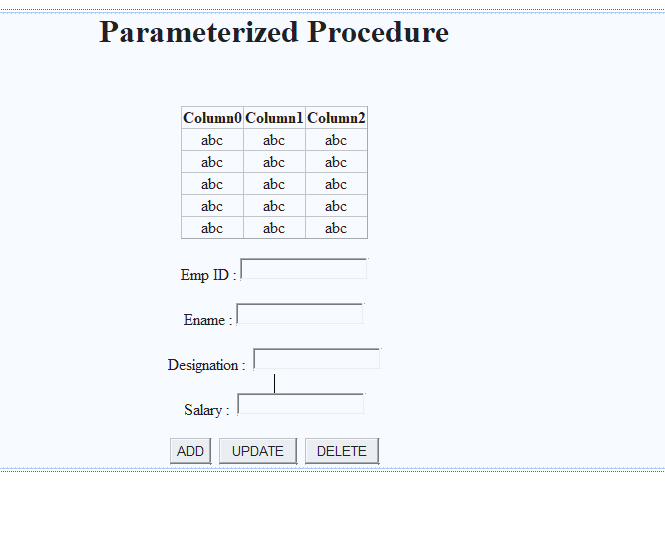 Parameterized Procedure
Column0 Column1 Column2
abc abc abc
abc abc abc
abc abc abc
abc abc abc
abc abc abc
Emp ID :
Ename :
Designation :
Salary :
ADD UPDATE DELETE